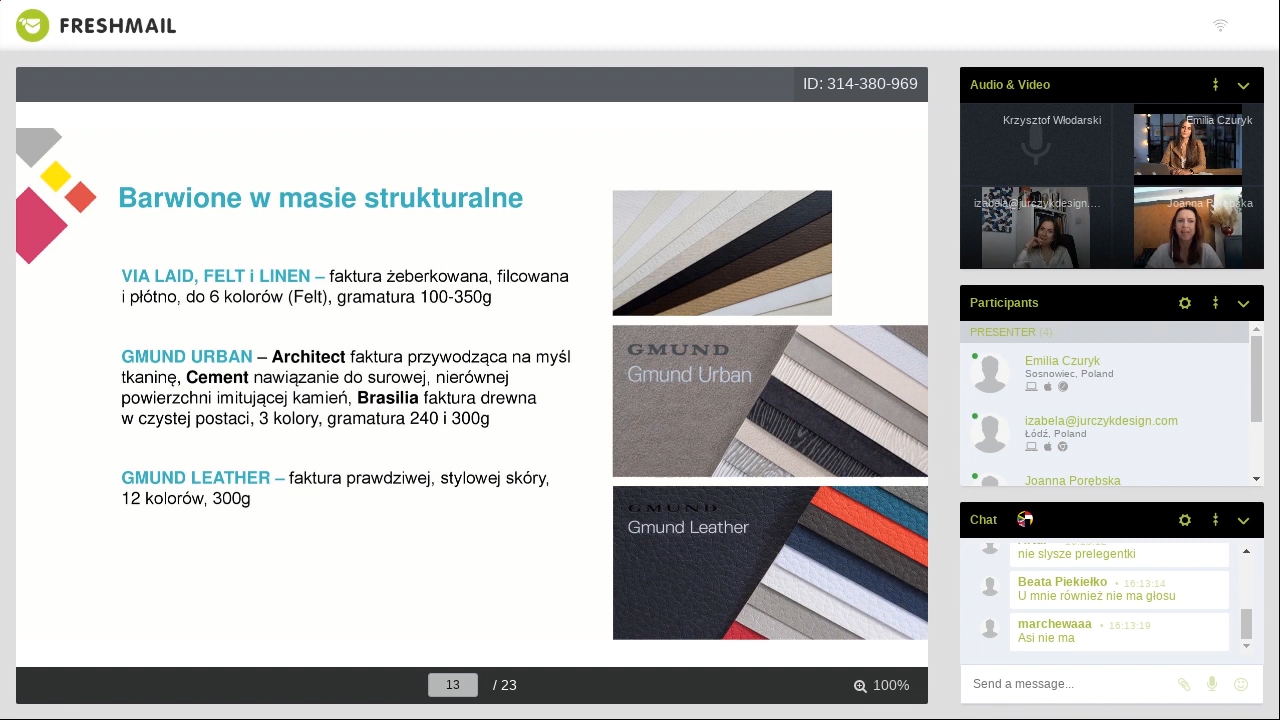 FRESHMAIL
ID: 314-380-969
Barwione w masie strukturalne
VIA LAID, FELT i LINEN – faktura żeberkowana, filcowana
i płótno, do 6 kolorów (Felt), gramatura 100-350g
GMUND URBAN – Architect faktura przywodząca na myśl
tkaninę, Cement nawiązanie do surowej, nierównej
powierzchni imitującej kamień, Brasilia faktura drewna
w czystej postaci, 3 kolory, gramatura 240 i 300g
GMUND LEATHER – faktura prawdziwej, stylowej skóry,
12 kolorów, 300g
GMUND
Gmund Urban
GMUND
Gmund Leather
13 / 23
100%
Audio & Video
Krzysztof Włodarski
Emilia Czuryk
izabela@jurczykdesign....
Joanna Porębska
Participants
PRESENTER (4)
Emilia Czuryk
Sosnowiec, Poland
izabela@jurczykdesign.com
Łódź, Poland
Joanna Porębska
Chat
nie slysze prelegentki
Beata Piekiełko • 16:13:14
U mnie również nie ma głosu
marchewaaa • 16:13:19
Asi nie ma
Send a message...